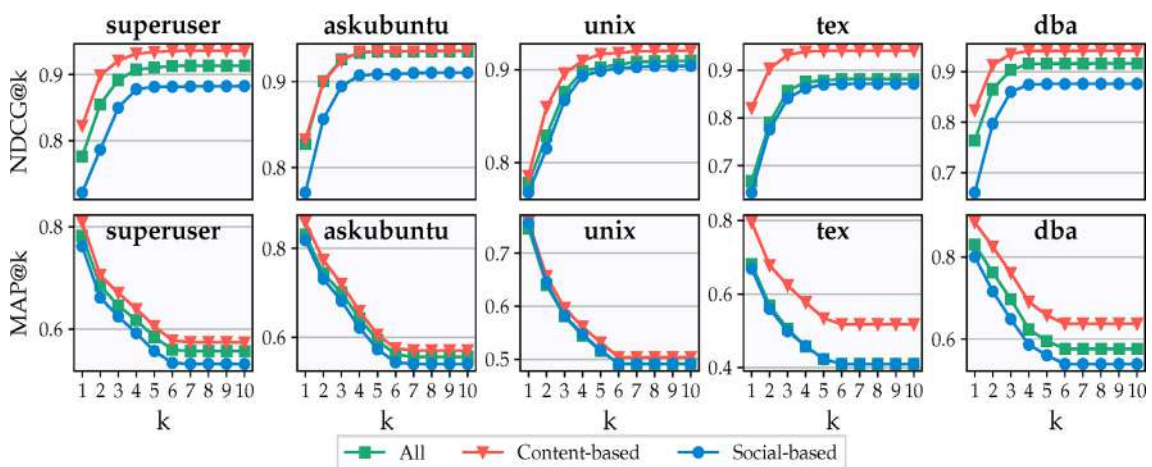 superuser askubuntu unix tex dba
NDCG@k
0.9 0.9 0.9 0.9 0.9
0.8 0.8 0.8 0.8 0.8
0.7 0.7
MAP@k
superuser askubuntu unix tex dba
0.8 0.8 0.7 0.8 0.8
0.6 0.6 0.5 0.6 0.6
0.4
1 2 3 4 5 6 7 8 9 10 1 2 3 4 5 6 7 8 9 10 1 2 3 4 5 6 7 8 9 10 1 2 3 4 5 6 7 8 9 10 1 2 3 4 5 6 7 8 9 10
k k k k k
All Content-based Social-based